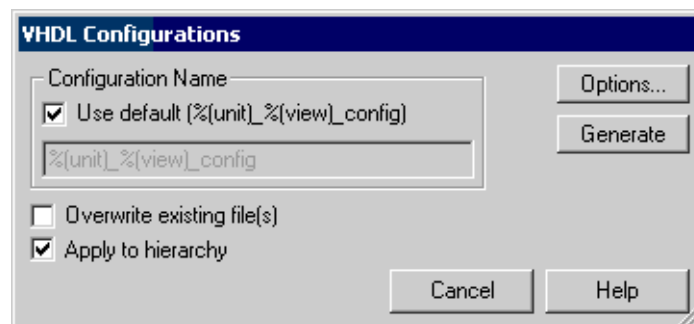 VHDL Configurations
Configuration Name
Use default (%(unit)_%(view)_config)
%(unit)_%(view)_config
Options...
Generate
Overwrite existing file(s)
Apply to hierarchy
Cancel
Help